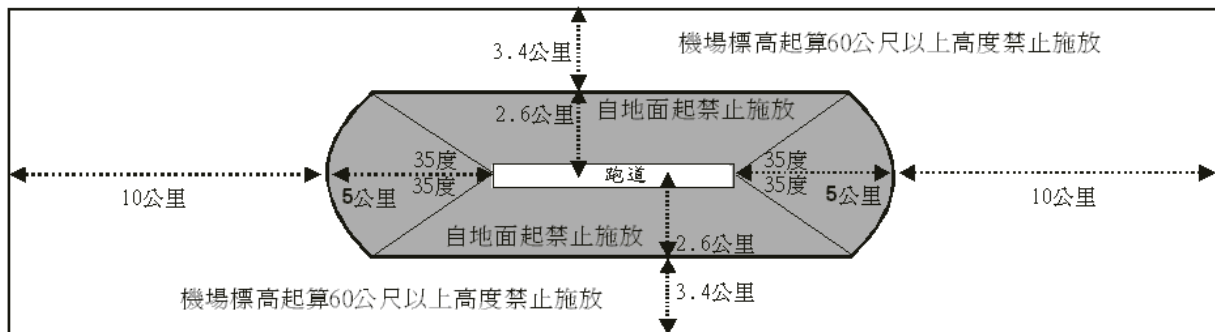 3.4公里
機場標高起算60公尺以上高度禁止施放
2.6公里
自地面起禁止施放
35度
35度
跑道
35度
35度
10公里
5公里
5公里
10公里
自地面起禁止施放
2.6公里
機場標高起算60公尺以上高度禁止施放
3.4公里